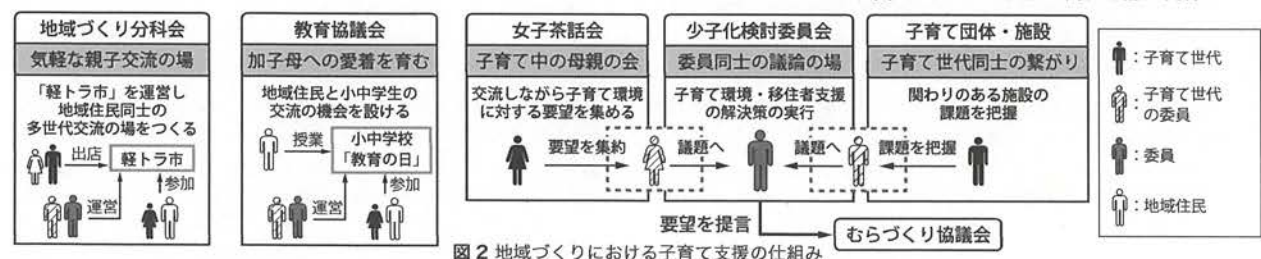 地域づくり分科会
気軽な親子交流の場
「軽トラ市」を運営し
地域住民同士の
多世代交流の場をつくる
出店
軽トラ市
参加
運営
教育協議会
加子母への愛着を育む
地域住民と小中学生の
交流の機会を設ける
授業
小中学校
「教育の日」
参加
運営
女子茶話会
子育て中の母親の会
交流しながら子育て環境
に対する要望を集める
要望を集約
少子化検討委員会
委員同士の議論の場
子育て環境・移住者支援
の解決策の実行
議題へ
議題へ
子育て団体・施設
子育て世代同士の繋がり
関わりのある施設の
課題を把握
課題を把握
要望を提言
むらづくり協議会
:子育て世代
:子育て世代
の委員
:委員
:地域住民
図2 地域づくりにおける子育て支援の仕組み